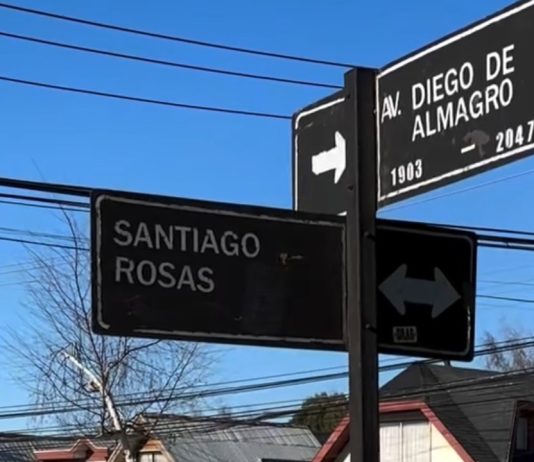 AV. DIEGO DE
ALMAGRO
1903 - 2047
SANTIAGO
ROSAS